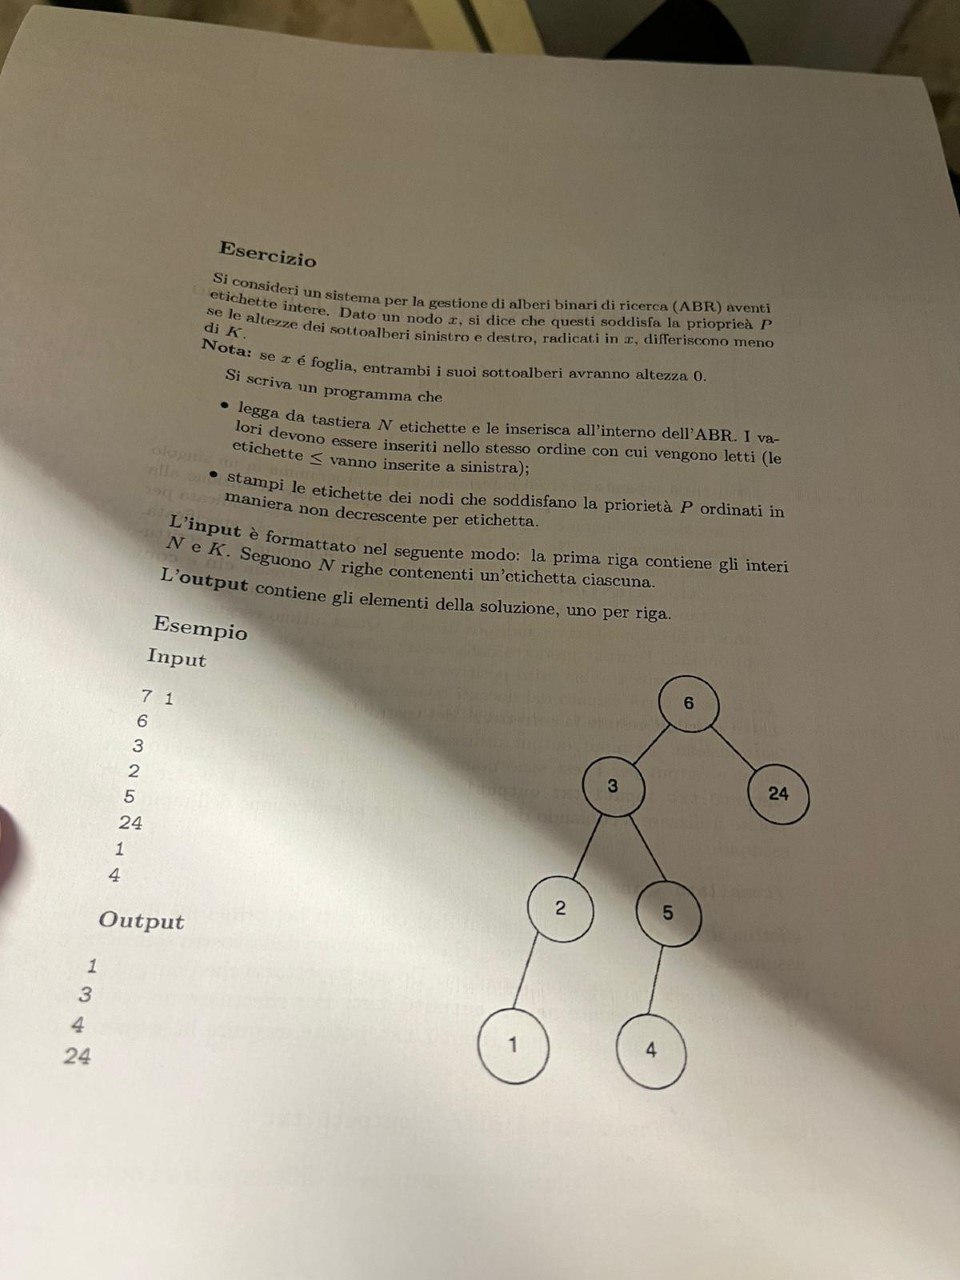 Esercizio
Si consideri un sistema per la gestione di alberi binari di ricerca (ABR) aventi
etichette intere. Dato un nodo x, si dice che questi soddisfa la prioprieà P
se le altezze dei sottoalberi sinistro e destro, radicati in x, differiscono meno
di K.
Nota: se x é foglia, entrambi i suoi sottoalberi avranno altezza 0.
Si scriva un programma che
• legga da tastiera N etichette e le inserisca all'interno dell'ABR. I va-
lori devono essere inseriti nello stesso ordine con cui vengono letti (le
etichette ≤ vanno inserite a sinistra);
• stampi le etichette dei nodi che soddisfano la priorietà P ordinati in
maniera non decrescente per etichetta.
L'input è formattato nel seguente modo: la prima riga contiene gli interi
N e K. Seguono N righe contenenti un'etichetta ciascuna.
L'output contiene gli elementi della soluzione, uno per riga.
Esempio
Input
7 1
6
3
2
5
24
1
4
Output
1
3
4
24
6
3
24
2
5
1
4